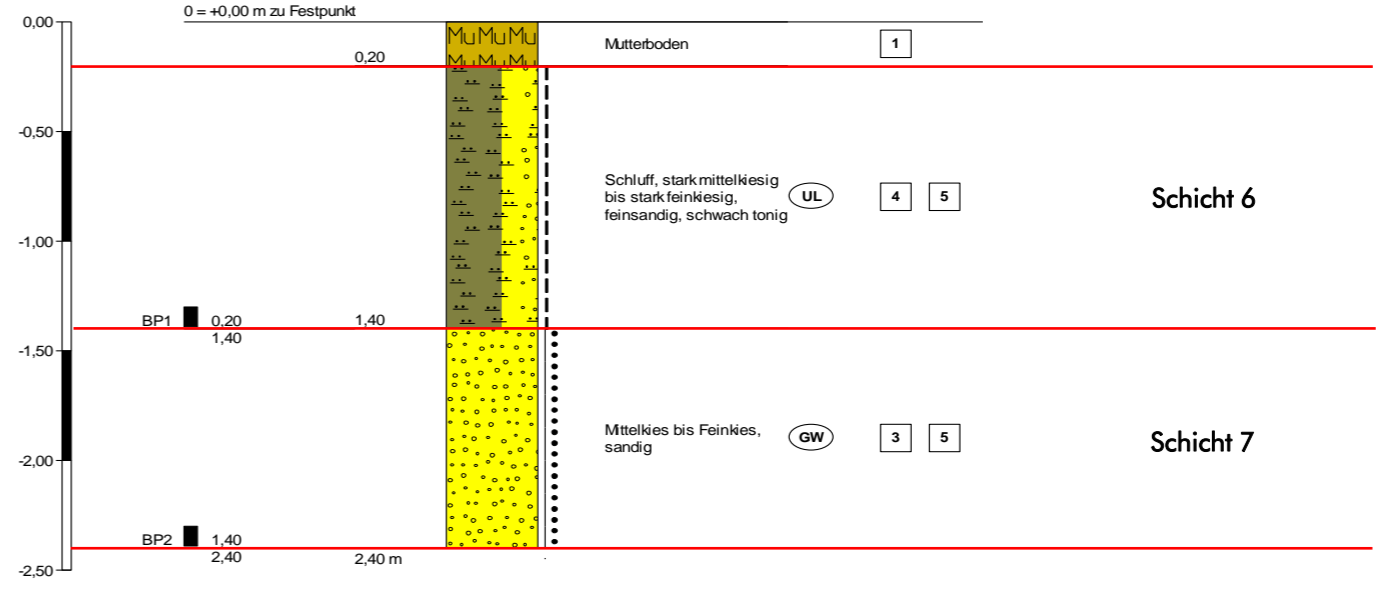 0 = +0,00 m zu Festpunkt
0,00
MuMuMu
Mutterboden
1
0,20
Mu Mu Mu
-0,50
Schluff, stark mittelkiesig
bis stark feinkiesig,
feinsandig, schwach tonig
UL
4
5
Schicht 6
-1,00
BP1
0,20
1,40
1,40
-1,50
Mittelkies bis Feinkies,
sandig
GW
3
5
Schicht 7
-2,00
BP2
1,40
2,40
2,40 m
-2,50